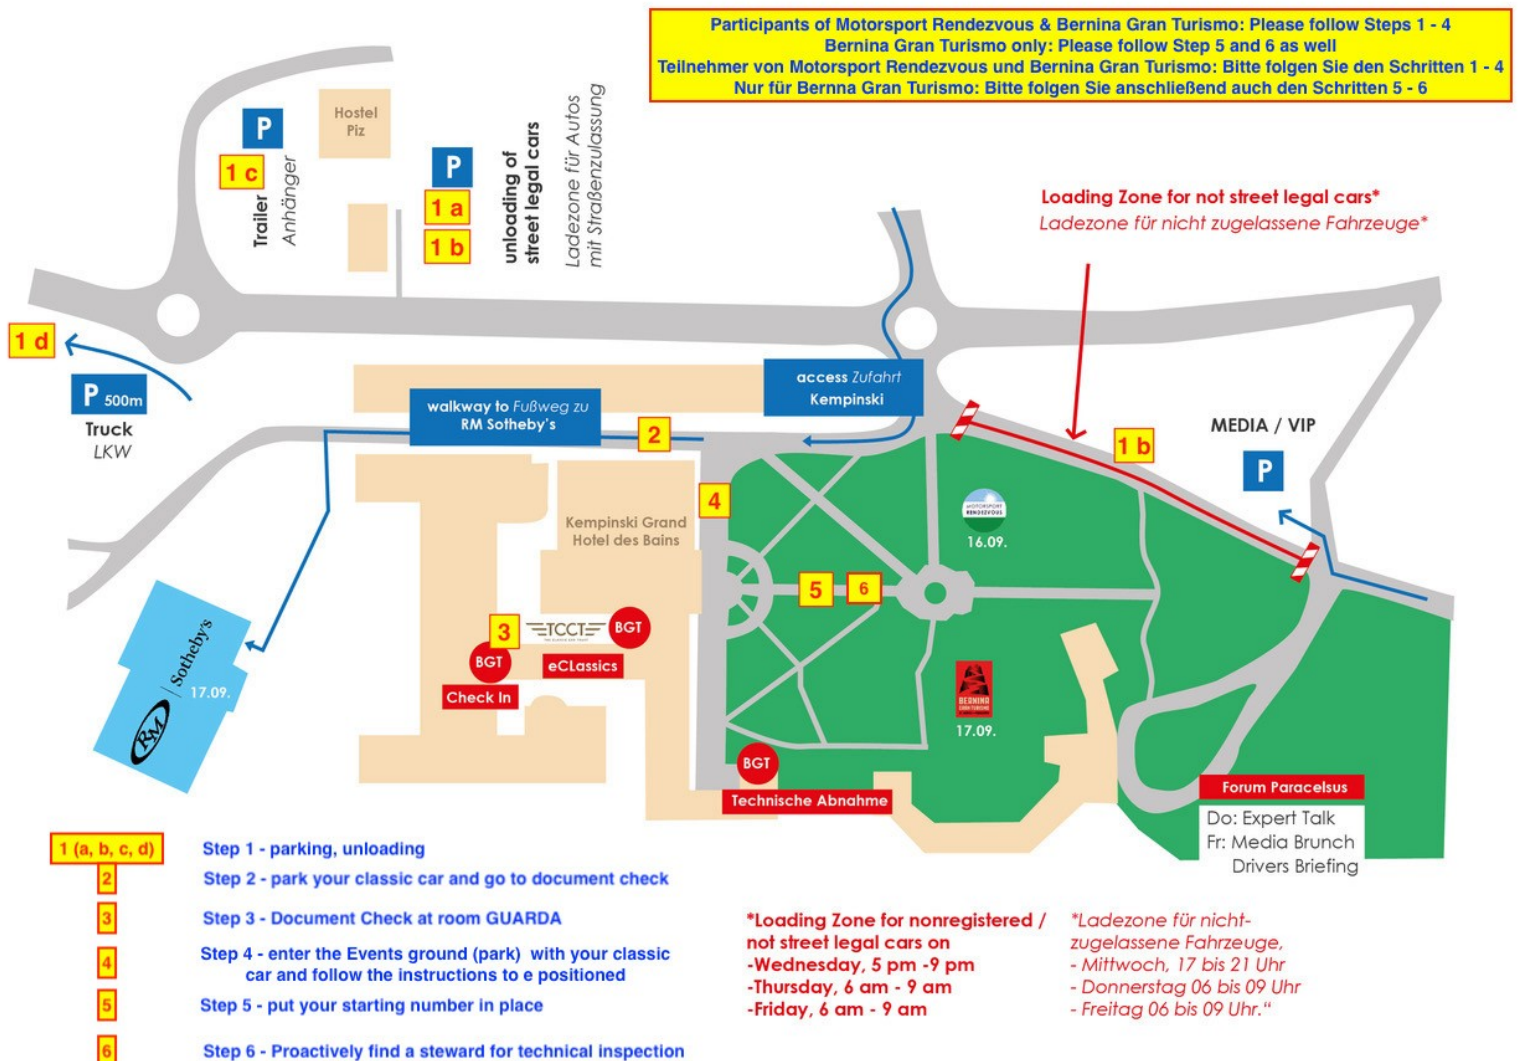 Participants of Motorsport Rendezvous & Bernina Gran Turismo: Please follow Steps 1 - 4
Bernina Gran Turismo only: Please follow Step 5 and 6 as well
Teilnehmer von Motorsport Rendezvous und Bernina Gran Turismo: Bitte folgen Sie den Schritten 1 - 4
Nur für Bernna Gran Turismo: Bitte folgen Sie anschließend auch den Schritten 5 - 6
Hostel
Piz
P
1 c
Trailer
Anhänger
P
1 a
1 b
unloading of
street legal cars
Ladezone für Autos
mit Straßenzulassung
Loading Zone for not street legal cars*
Ladezone für nicht zugelassene Fahrzeuge*
1 d
P 500m
Truck
LKW
walkway to Fußweg zu
RM Sotheby's
2
access Zufahrt
Kempinski
1 b
MEDIA / VIP
P
4
Kempinski Grand
Hotel des Bains
MOTORSPORT
RENDEZVOUS
16.09.
5
6
3
TCCT
BGT
BGT
eCLassics
Check In
RM | Sotheby's
17.09.
BERNINA
GRAN TURISMO
17.09.
BGT
Technische Abnahme
Forum Paracelsus
Do: Expert Talk
Fr: Media Brunch
Drivers Briefing
1 (a, b, c, d)
Step 1 - parking, unloading
2
Step 2 - park your classic car and go to document check
3
Step 3 - Document Check at room GUARDA
4
Step 4 - enter the Events ground (park) with your classic
car and follow the instructions to e positioned
5
Step 5 - put your starting number in place
6
Step 6 - Proactively find a steward for technical inspection
*Loading Zone for nonregistered /
not street legal cars on
-Wednesday, 5 pm -9 pm
-Thursday, 6 am - 9 am
-Friday, 6 am - 9 am
*Ladezone für nicht-
zugelassene Fahrzeuge,
- Mittwoch, 17 bis 21 Uhr
- Donnerstag 06 bis 09 Uhr
- Freitag 06 bis 09 Uhr.“